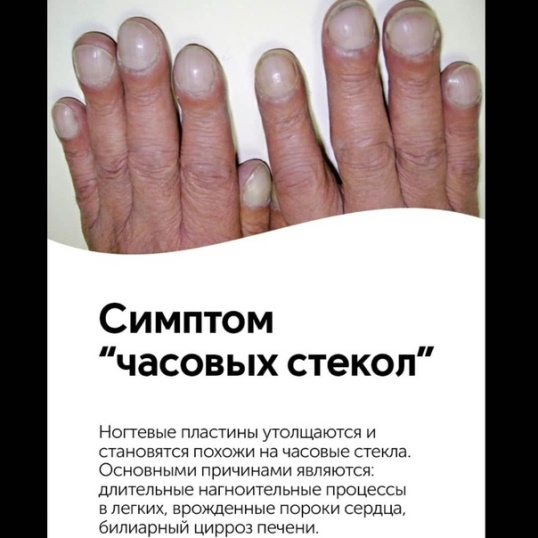 Симптом
“часовых стекол”
Ногтевые пластины утолщаются и
становятся похожи на часовые стекла.
Основными причинами являются:
длительные нагноительные процессы
в легких, врожденные пороки сердца,
билиарный цирроз печени.